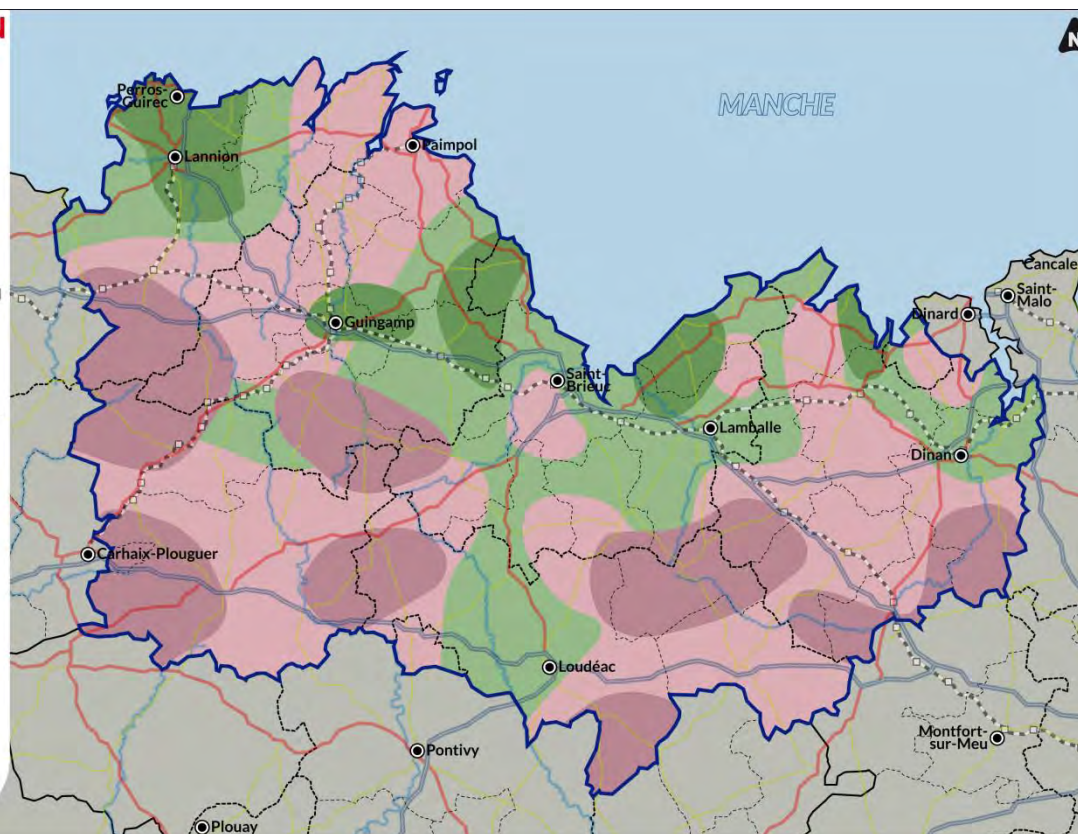 N
MANCHE
Perros-
Guirec
Lannion
Paimpol
Cancale
Saint-
Malo
Dinard
Guingamp
Saint-
Brieuc
Lamballe
Dinan
Carhaix-Plouguer
Loudéac
Montfort-
sur-Meu
Pontivy
Plouay